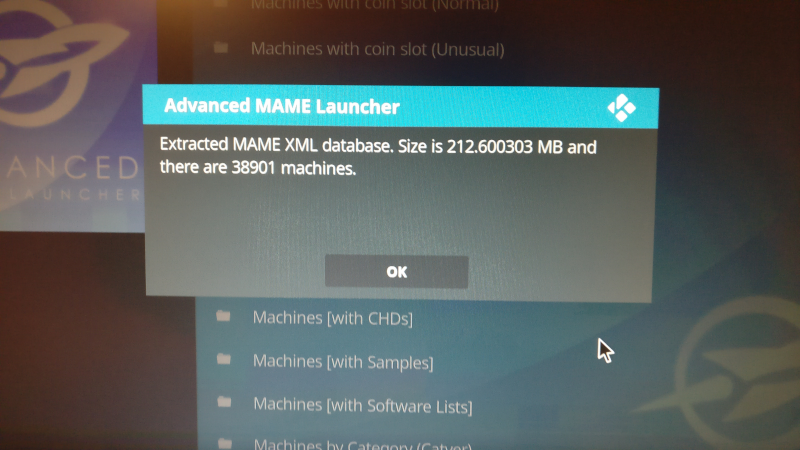 Machines with coin slot (Normal)
Machines with coin slot (Unusual)
Advanced MAME Launcher
Extracted MAME XML database. Size is 212.600303 MB and
there are 38901 machines.
ANCED
LAUNCHER
OK
Machines [with CHDs]
Machines [with Samples]
Machines [with Software Lists]
Machines by Category (Catver)